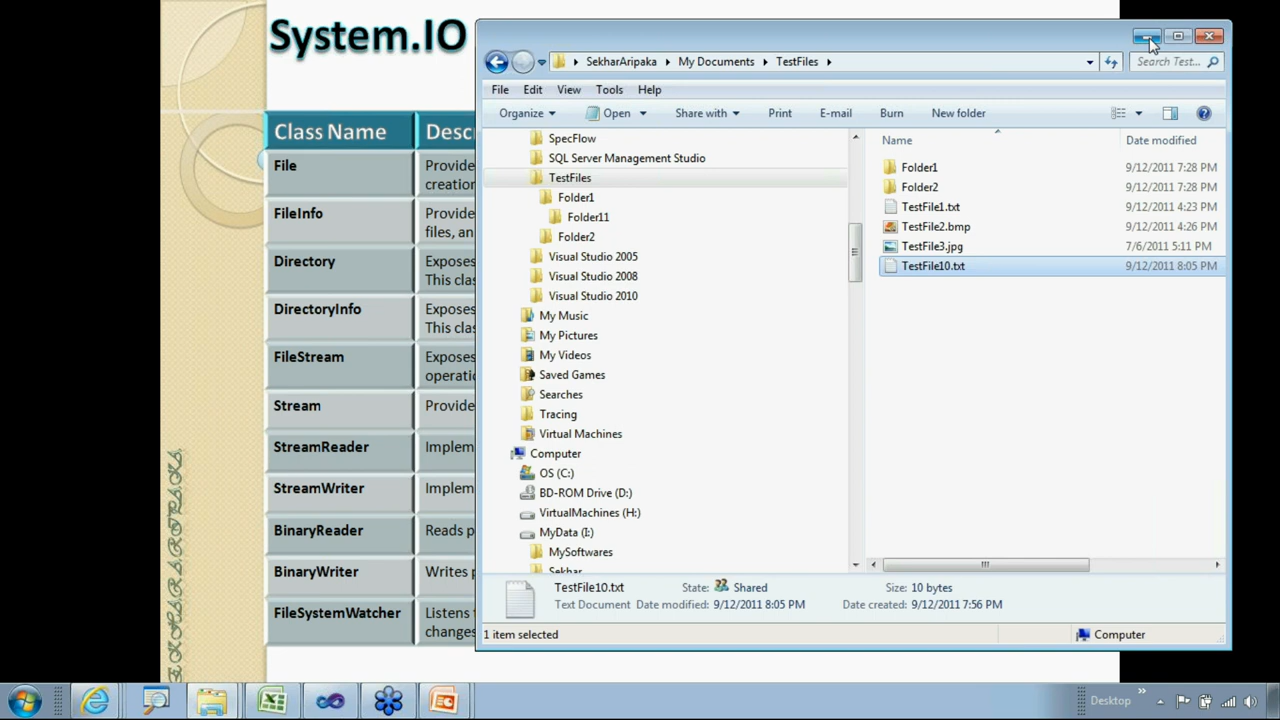 System.IO
Class Name
Descr
File
Provide
creation
FileInfo
Provide
files, an
Directory
Exposes
This clas
DirectoryInfo
Exposes
This clas
FileStream
Exposes
operatio
Stream
Provide
StreamReader
Implem
StreamWriter
Implem
BinaryReader
Reads p
BinaryWriter
Writes p
FileSystemWatcher
Listens t
changes
SekharAripaka
My Documents
TestFiles
Search Test...
File Edit View Tools Help
Organize Open Share with Print E-mail Burn New folder
SpecFlow
SQL Server Management Studio
TestFiles
Folder1
Folder11
Folder2
Visual Studio 2005
Visual Studio 2008
Visual Studio 2010
My Music
My Pictures
My Videos
Saved Games
Searches
Tracing
Virtual Machines
Computer
OS (C:)
BD-ROM Drive (D:)
VirtualMachines (H:)
MyData (I:)
MySoftwares
Sekhar
Name Date modified
Folder1 9/12/2011 7:28 PM
Folder2 9/12/2011 7:28 PM
TestFile1.txt 9/12/2011 4:23 PM
TestFile2.bmp 9/12/2011 4:26 PM
TestFile3.jpg 7/6/2011 5:11 PM
TestFile10.txt 9/12/2011 8:05 PM
TestFile10.txt State: Shared Size: 10 bytes
Text Document Date modified: 9/12/2011 8:05 PM Date created: 9/12/2011 7:56 PM
1 item selected Computer
Desktop